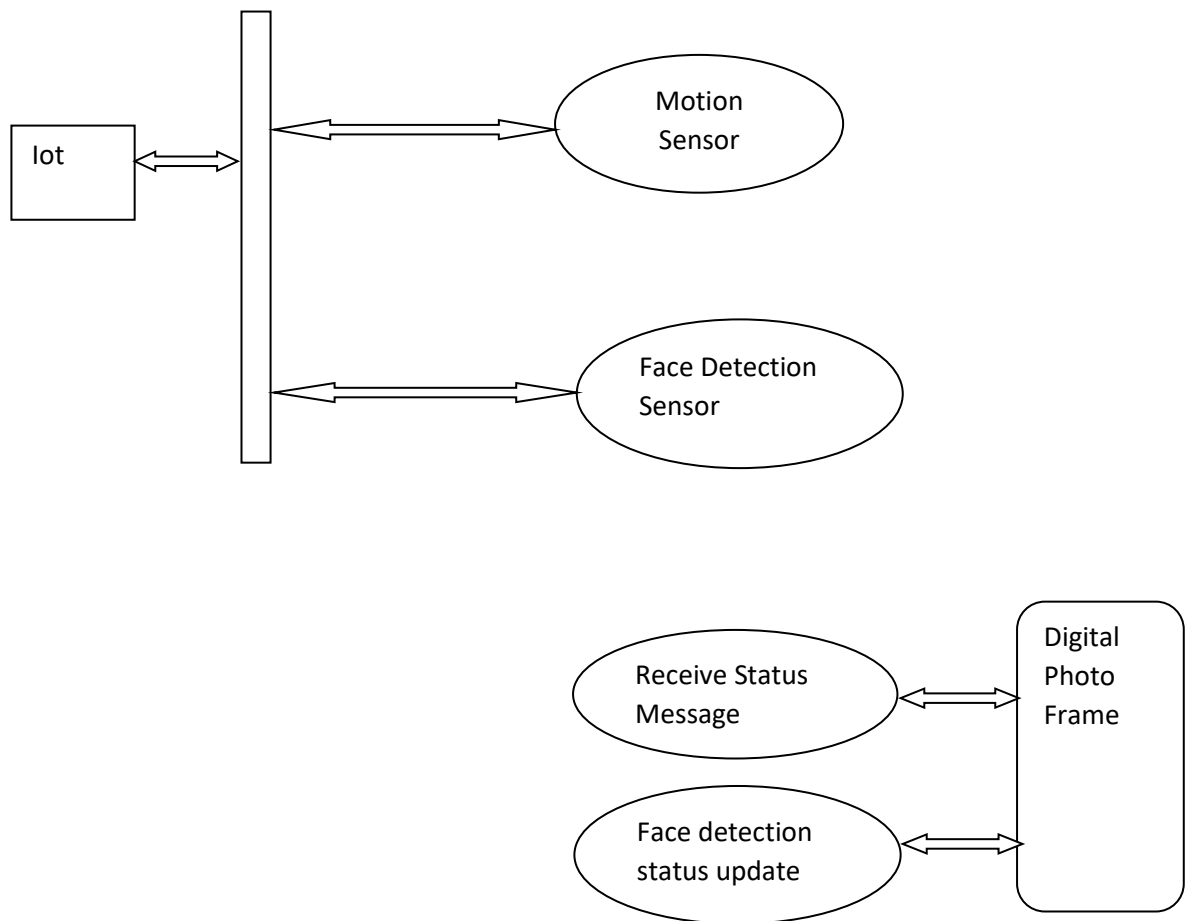 Iot
Motion
Sensor
Face Detection
Sensor
Receive Status
Message
Digital
Photo
Frame
Face detection
status update